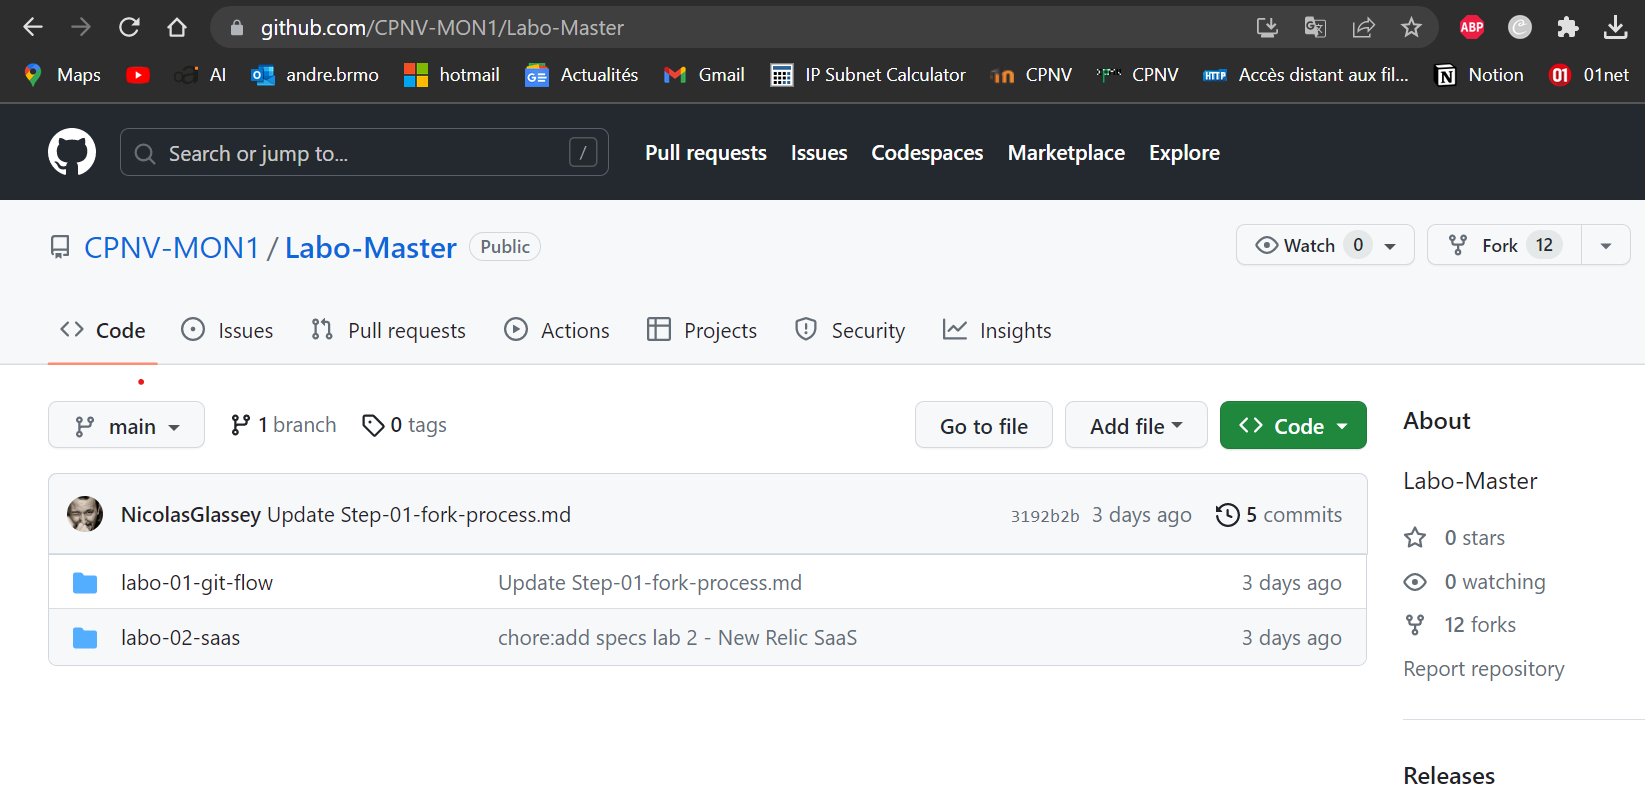 github.com/CPNV-MON1/Labo-Master
ABP
Maps AI andre.brmo hotmail Actualités Gmail IP Subnet Calculator CPNV CPNV HTTP Accès distant aux fil... Notion 01 01net
Search or jump to... /
Pull requests Issues Codespaces Marketplace Explore
CPNV-MON1 / Labo-Master Public
Watch 0 Fork 12
Code Issues Pull requests Actions Projects Security Insights
main 1 branch 0 tags Go to file Add file Code
NicolasGlassey Update Step-01-fork-process.md 3192b2b 3 days ago 5 commits
labo-01-git-flow Update Step-01-fork-process.md 3 days ago
labo-02-saas chore:add specs lab 2 - New Relic SaaS 3 days ago
About
Labo-Master
0 stars
0 watching
12 forks
Report repository
Releases